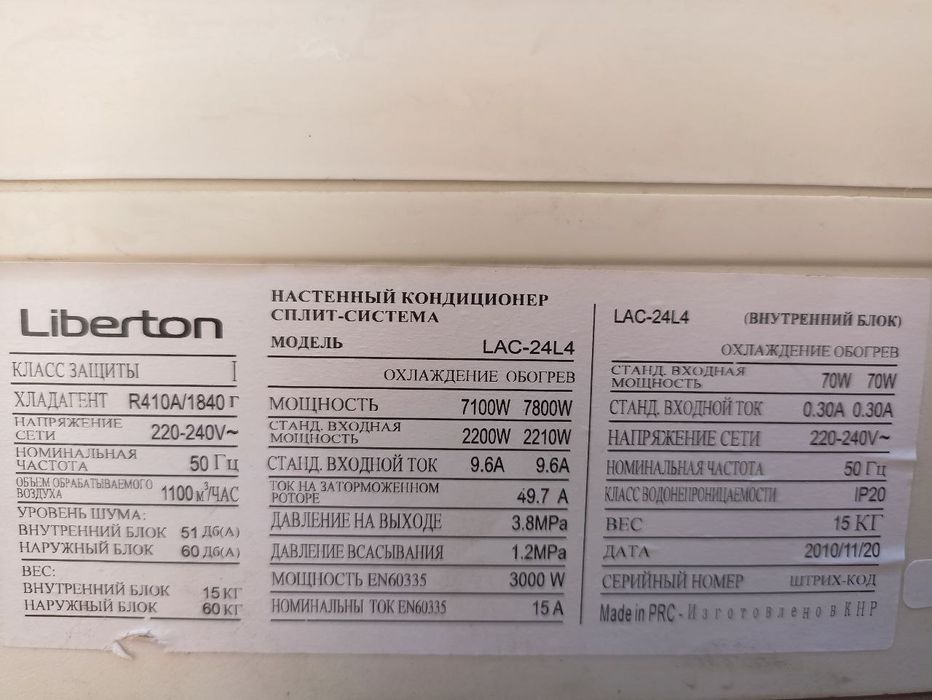 Liberton
КЛАСС ЗАЩИТЫ I
ХЛАДАГЕНТ R410A/1840 г
НАПРЯЖЕНИЕ СЕТИ 220-240V~
НОМИНАЛЬНАЯ ЧАСТОТА 50 Гц
ОБЪЕМ ОБРАБАТЫВАЕМОГО ВОЗДУХА 1100 м³/ЧАС
УРОВЕНЬ ШУМА:
ВНУТРЕННИЙ БЛОК 51 Дб(А)
НАРУЖНЫЙ БЛОК 60 Дб(А)
ВЕС:
ВНУТРЕННИЙ БЛОК 15 КГ
НАРУЖНЫЙ БЛОК 60 КГ
НАСТЕННЫЙ КОНДИЦИОНЕР
СПЛИТ-СИСТЕМА
МОДЕЛЬ LAC-24L4
ОХЛАЖДЕНИЕ ОБОГРЕВ
МОЩНОСТЬ 7100W 7800W
СТАНД. ВХОДНАЯ МОЩНОСТЬ 2200W 2210W
СТАНД. ВХОДНОЙ ТОК 9.6A 9.6A
ТОК НА ЗАТОРМОЖЕННОМ РОТОРЕ 49.7 A
ДАВЛЕНИЕ НА ВЫХОДЕ 3.8MPa
ДАВЛЕНИЯ ВСАСЫВАНИЯ 1.2MPa
МОЩНОСТЬ EN60335 3000 W
НОМИНАЛЬНЫ ТОК EN60335 15 A
LAC-24L4 (ВНУТРЕННИЙ БЛОК)
ОХЛАЖДЕНИЕ ОБОГРЕВ
СТАНД. ВХОДНАЯ МОЩНОСТЬ 70W 70W
СТАНД. ВХОДНОЙ ТОК 0.30A 0.30A
НАПРЯЖЕНИЕ СЕТИ 220-240V~
НОМИНАЛЬНАЯ ЧАСТОТА 50 Гц
КЛАСС ВОДОНЕПРОНИЦАЕМОСТИ IP20
ВЕС 15 КГ
ДАТА 2010/11/20
СЕРИЙНЫЙ НОМЕР ШТРИХ-КОД
Made in PRC - Изготовлено в КНР